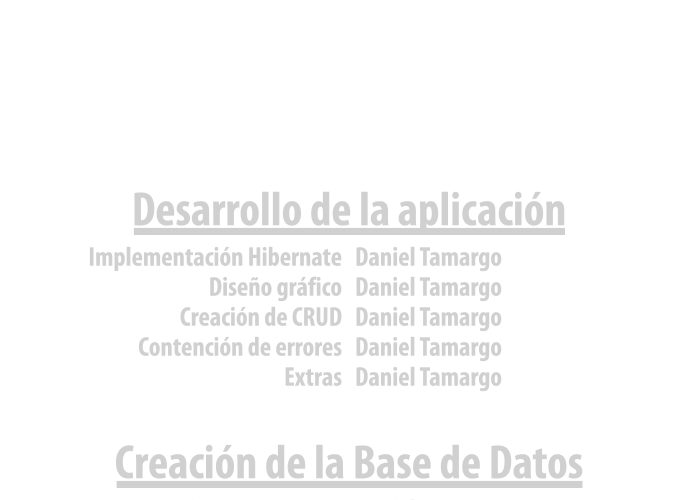 Desarrollo de la aplicación
Implementación Hibernate Daniel Tamargo
Diseño gráfico Daniel Tamargo
Creación de CRUD Daniel Tamargo
Contención de errores Daniel Tamargo
Extras Daniel Tamargo
Creación de la Base de Datos